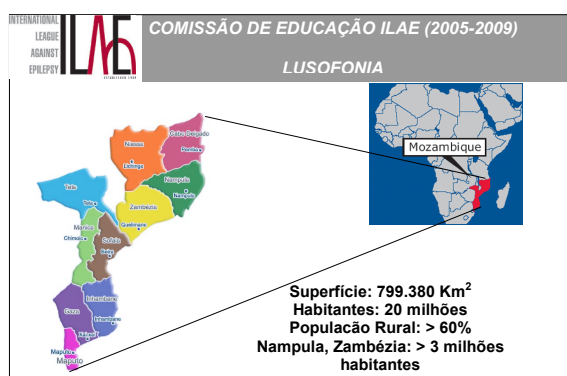 INTERNATIONAL
LEAGUE
AGAINST
EPILEPSY
ILAE
COMISSÃO DE EDUCAÇÃO ILAE (2005-2009)
LUSOFONIA
Cabo Delgado
Niassa
Pemba
Lichinga
Nampula
Nampula
Tete
Tete
Zambézia
Quelimane
Manica
Sofala
Chimoio
Beira
Inhambane
Gaza
Inhambane
Xai-xai
Maputo
Maputo
Mozambique
Superfície: 799.380 Km²
Habitantes: 20 milhões
Populacão Rural: > 60%
Nampula, Zambézia: > 3 milhões
habitantes